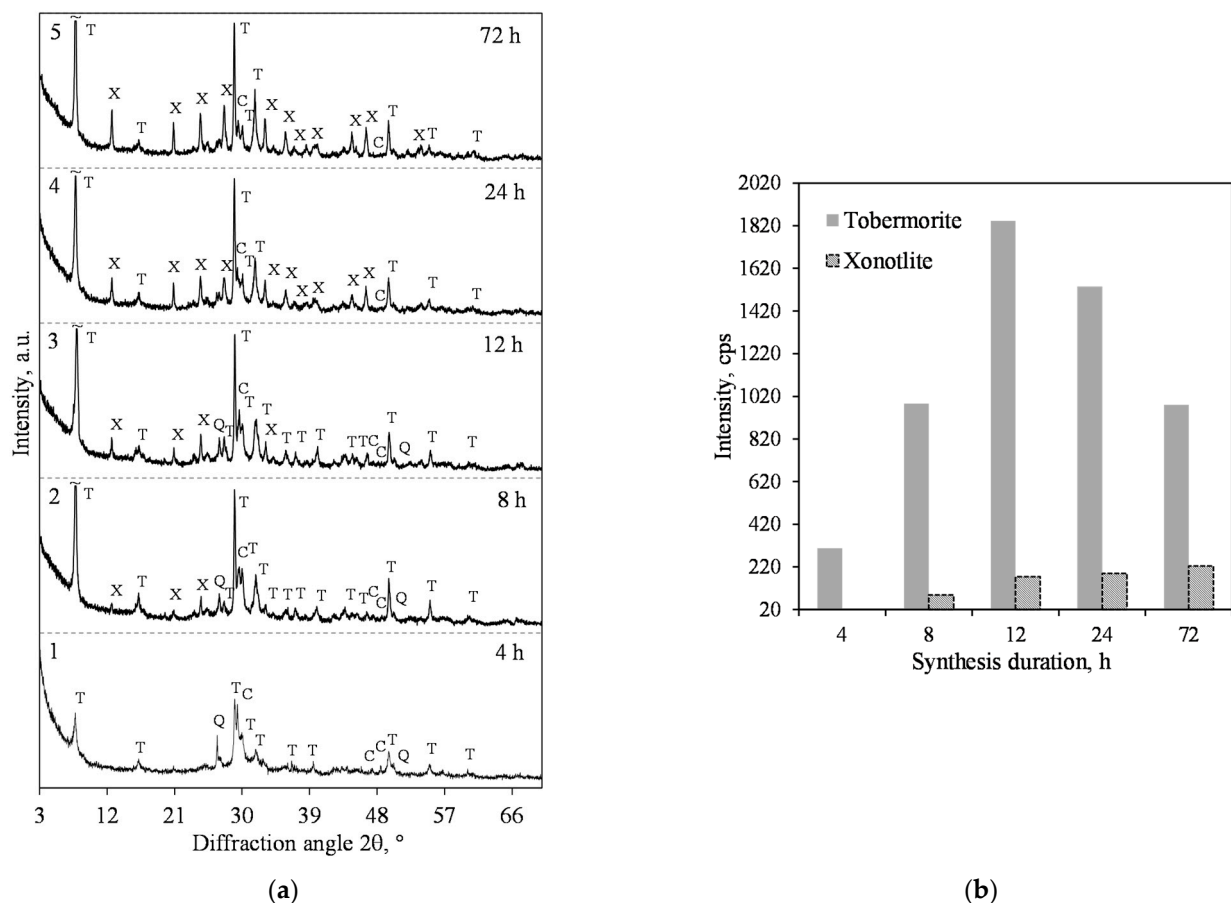 5 ~ T 72 h
T
T
X X X X C T X X X X X X C T X T T
4 ~ T 24 h
T
C T T
X T X X X X X X X X X C T T T
3 ~ T 12 h
T
C T T
X T X X Q T X T T T T T C C T Q T T
2 ~ T 8 h
T
C T T
X T X X Q T T T T T T T C C T Q T T
1 4 h
T T Q T C T T T T C C T Q T T
Intensity, a.u.
3 12 21 30 39 48 57 66
Diffraction angle 2θ, °
(a)
2020
1820
1620
1420
1220
1020
820
620
420
220
20
Intensity, cps
Tobermorite
Xonotlite
4 8 12 24 72
Synthesis duration, h
(b)